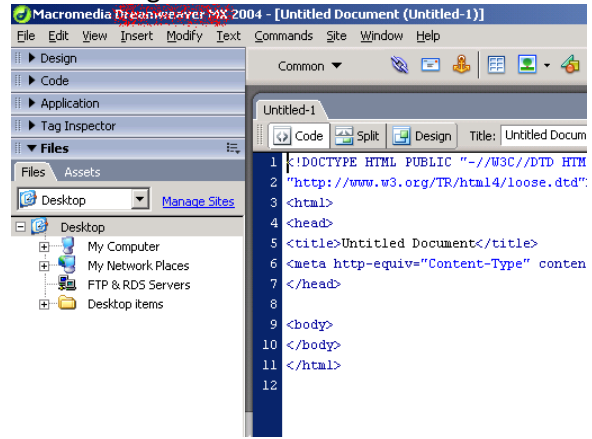 Macromedia Dreamweaver MX 2004 - [Untitled Document (Untitled-1)]
File Edit View Insert Modify Text Commands Site Window Help
Design
Code
Application
Tag Inspector
Files
Files Assets
Desktop Manage Sites
Desktop
My Computer
My Network Places
FTP & RDS Servers
Desktop items
Common
Untitled-1
Code Split Design Title: Untitled Docum
1 <!DOCTYPE HTML PUBLIC "-//W3C//DTD HTM
2 "http://www.w3.org/TR/html4/loose.dtd"
3 <html>
4 <head>
5 <title>Untitled Document</title>
6 <meta http-equiv="Content-Type" conten
7 </head>
8
9 <body>
10 </body>
11 </html>
12